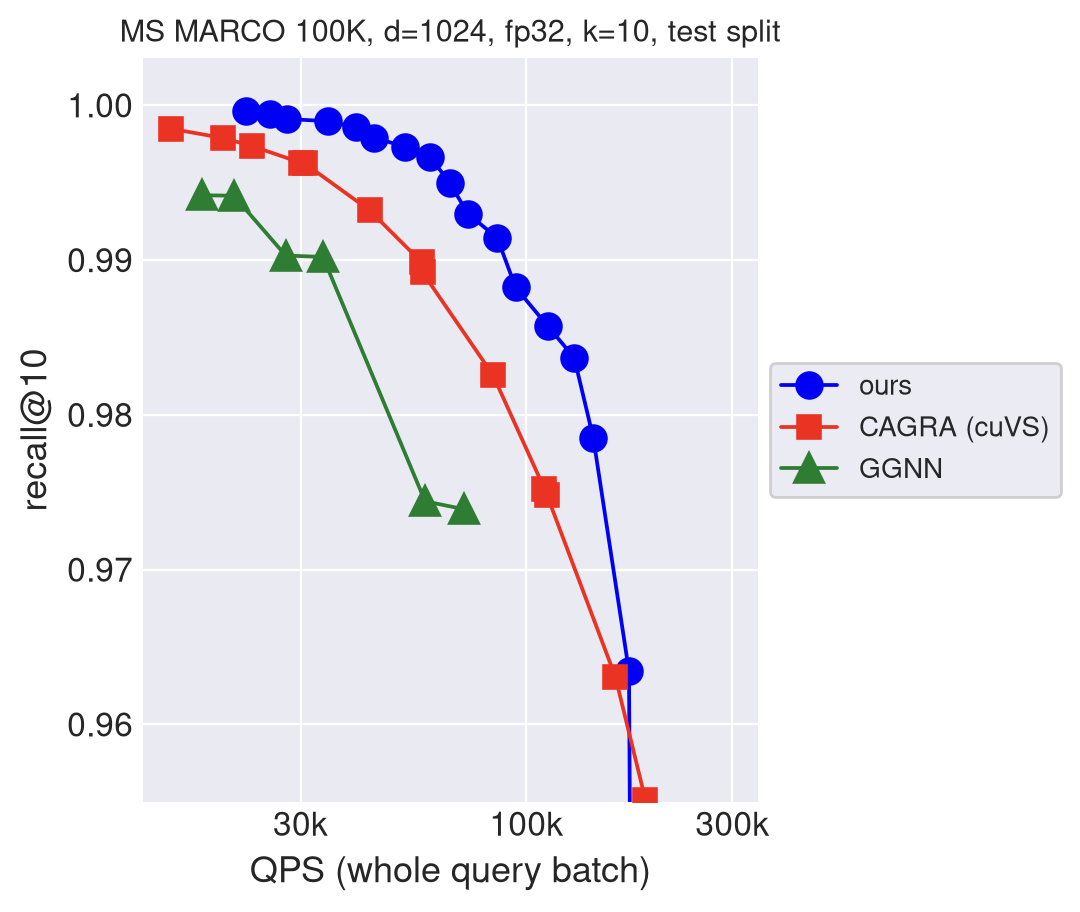 MS MARCO 100K, d=1024, fp32, k=10, test split
1.00
0.99
0.98
0.97
0.96
recall@10
30k
100k
300k
QPS (whole query batch)
ours
CAGRA (cuVS)
GGNN